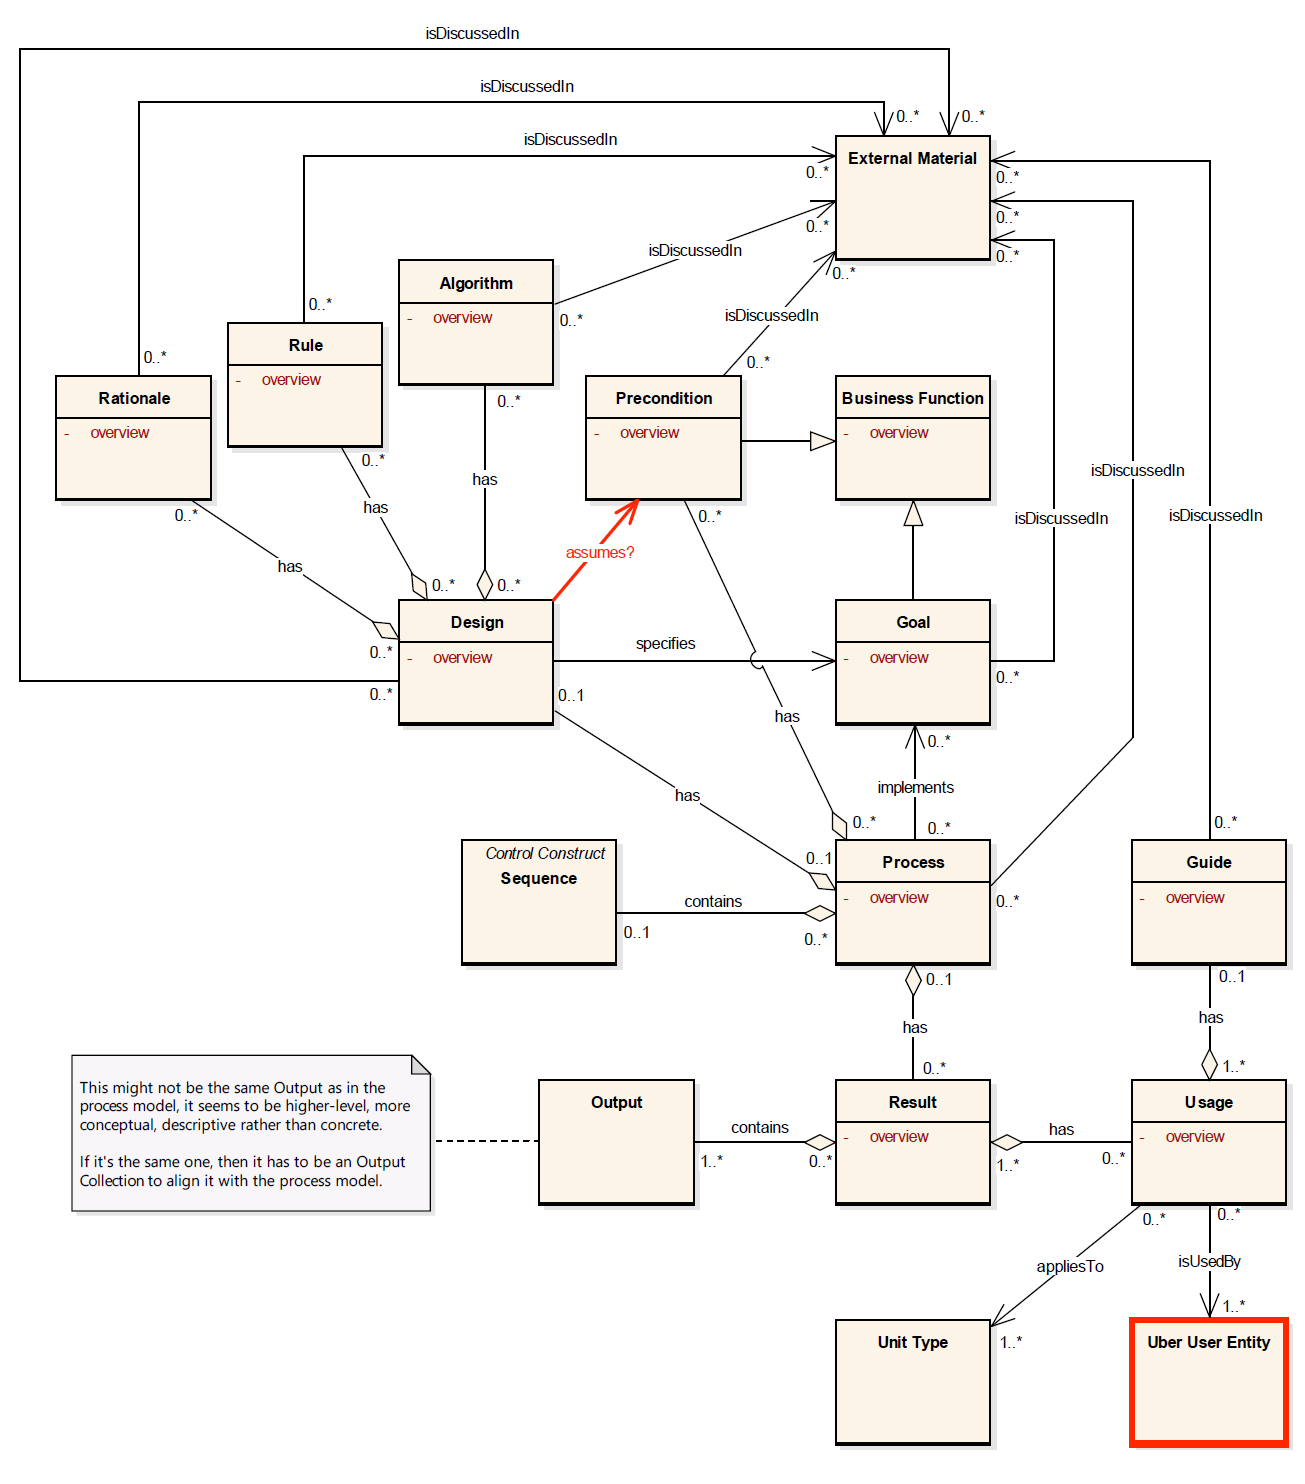 isDiscussedIn
isDiscussedIn
0..*
0..*
isDiscussedIn
External Material
0..*
0..*
0..*
0..*
isDiscussedIn
0..*
0..*
Algorithm
- overview
0..*
0..*
isDiscussedIn
Rule
- overview
0..*
0..*
Rationale
- overview
0..*
Precondition
- overview
Business Function
- overview
0..*
0..*
isDiscussedIn
has
has
0..*
0..*
isDiscussedIn
isDiscussedIn
assumes?
has
0..*
0..*
Design
- overview
Goal
- overview
specifies
0..*
0..*
0..1
0..*
has
0..*
implements
has
0..*
0..*
0..*
Control Construct
Sequence
0..1
Process
- overview
Guide
- overview
contains
0..1
0..*
0..*
0..1
0..1
has
has
This might not be the same Output as in the
process model, it seems to be higher-level, more
conceptual, descriptive rather than concrete.
If it's the same one, then it has to be an Output
Collection to align it with the process model.
0..*
1..*
Output
Result
- overview
Usage
- overview
contains
has
1..*
0..*
1..*
0..*
0..*
0..*
appliesTo
isUsedBy
1..*
Unit Type
1..*
Uber User Entity